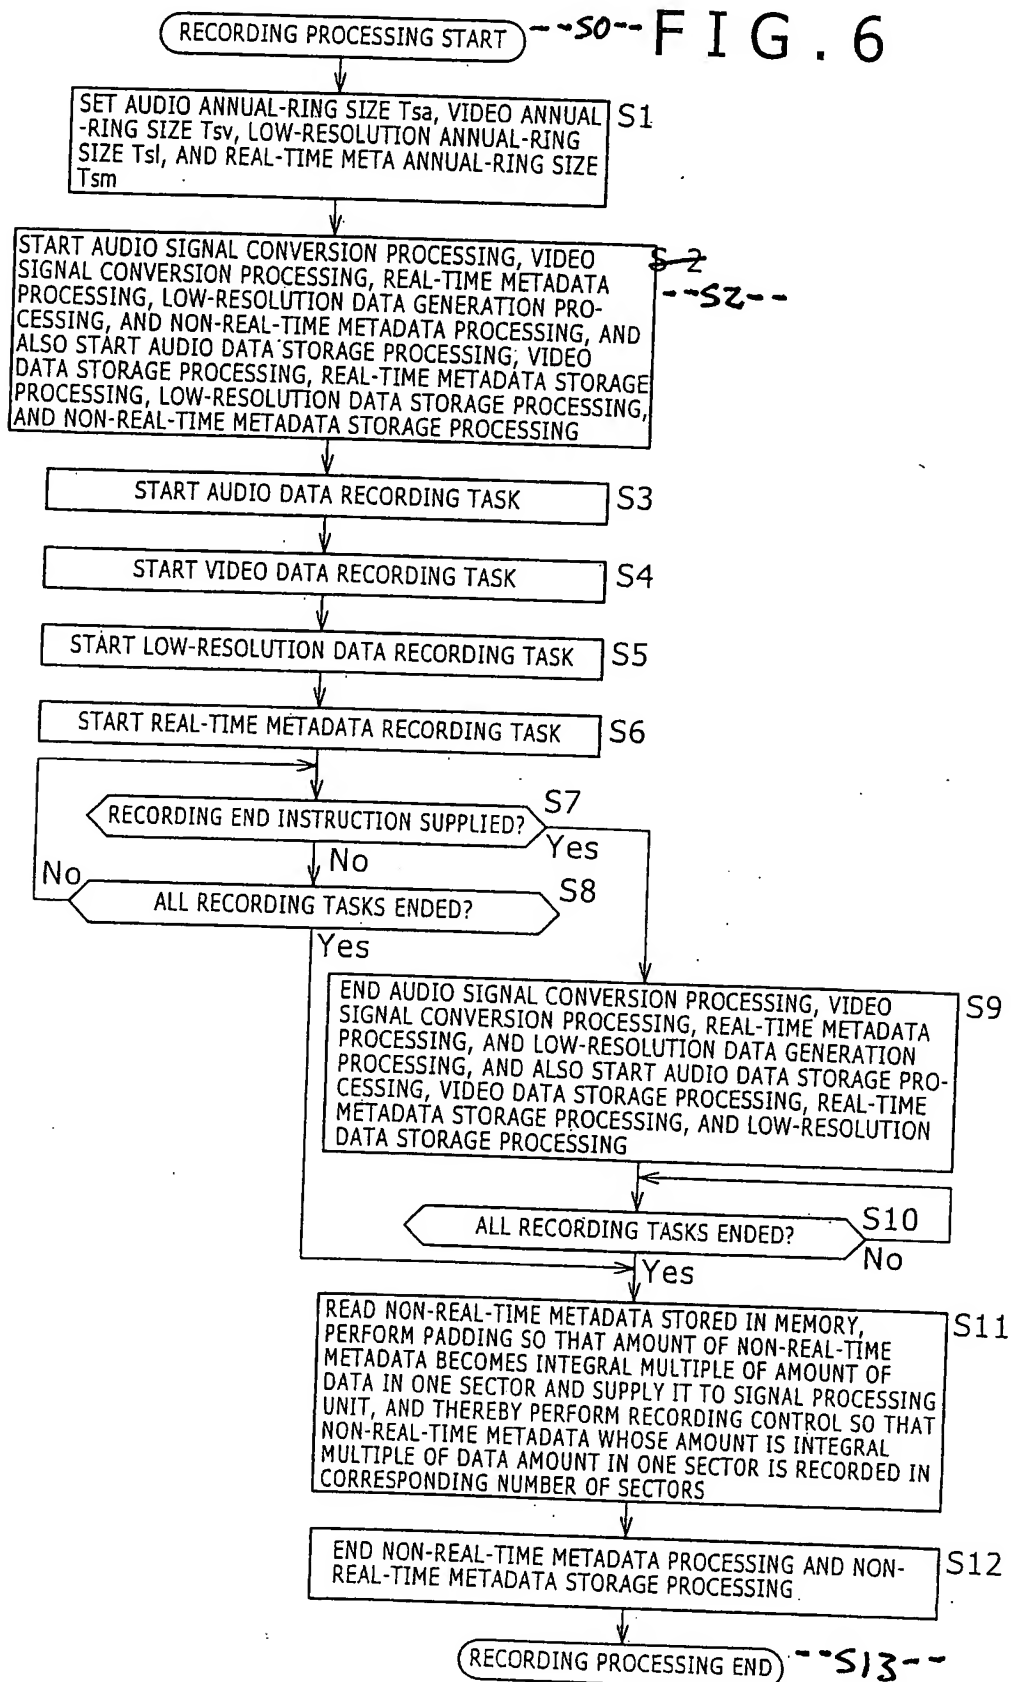 RECORDING PROCESSING START
--S0--
FIG. 6
SET AUDIO ANNUAL-RING SIZE Tsa, VIDEO ANNUAL
-RING SIZE Tsv, LOW-RESOLUTION ANNUAL-RING
SIZE Tsl, AND REAL-TIME META ANNUAL-RING SIZE
Tsm
S1
START AUDIO SIGNAL CONVERSION PROCESSING, VIDEO
SIGNAL CONVERSION PROCESSING, REAL-TIME METADATA
PROCESSING, LOW-RESOLUTION DATA GENERATION PRO-
CESSING, AND NON-REAL-TIME METADATA PROCESSING, AND
ALSO START AUDIO DATA STORAGE PROCESSING, VIDEO
DATA STORAGE PROCESSING, REAL-TIME METADATA STORAGE
PROCESSING, LOW-RESOLUTION DATA STORAGE PROCESSING,
AND NON-REAL-TIME METADATA STORAGE PROCESSING
S-2
--S2--
START AUDIO DATA RECORDING TASK
S3
START VIDEO DATA RECORDING TASK
S4
START LOW-RESOLUTION DATA RECORDING TASK
S5
START REAL-TIME METADATA RECORDING TASK
S6
RECORDING END INSTRUCTION SUPPLIED?
S7
Yes
No
No
ALL RECORDING TASKS ENDED?
S8
Yes
END AUDIO SIGNAL CONVERSION PROCESSING, VIDEO
SIGNAL CONVERSION PROCESSING, REAL-TIME METADATA
PROCESSING, AND LOW-RESOLUTION DATA GENERATION
PROCESSING, AND ALSO START AUDIO DATA STORAGE PRO-
CESSING, VIDEO DATA STORAGE PROCESSING, REAL-TIME
METADATA STORAGE PROCESSING, AND LOW-RESOLUTION
DATA STORAGE PROCESSING
S9
ALL RECORDING TASKS ENDED?
S10
No
Yes
READ NON-REAL-TIME METADATA STORED IN MEMORY,
PERFORM PADDING SO THAT AMOUNT OF NON-REAL-TIME
METADATA BECOMES INTEGRAL MULTIPLE OF AMOUNT OF
DATA IN ONE SECTOR AND SUPPLY IT TO SIGNAL PROCESSING
UNIT, AND THEREBY PERFORM RECORDING CONTROL SO THAT
NON-REAL-TIME METADATA WHOSE AMOUNT IS INTEGRAL
MULTIPLE OF DATA AMOUNT IN ONE SECTOR IS RECORDED IN
CORRESPONDING NUMBER OF SECTORS
S11
END NON-REAL-TIME METADATA PROCESSING AND NON-
REAL-TIME METADATA STORAGE PROCESSING
S12
RECORDING PROCESSING END
--S13--